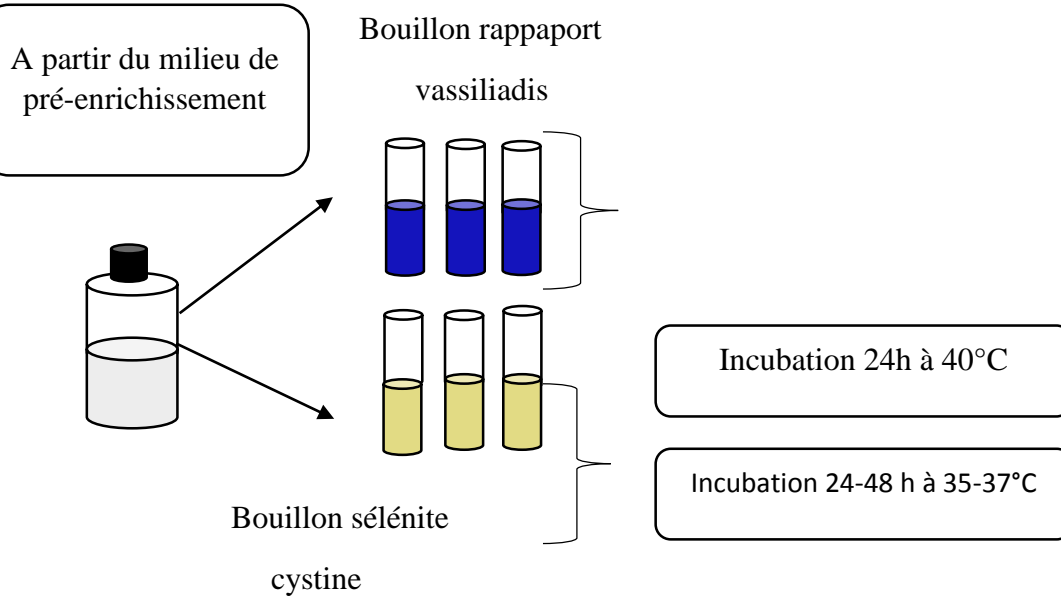 A partir du milieu de
pré-enrichissement
Bouillon rappaport
vassiliadis
Incubation 24h à 40°C
Incubation 24-48 h à 35-37°C
Bouillon sélénite
cystine